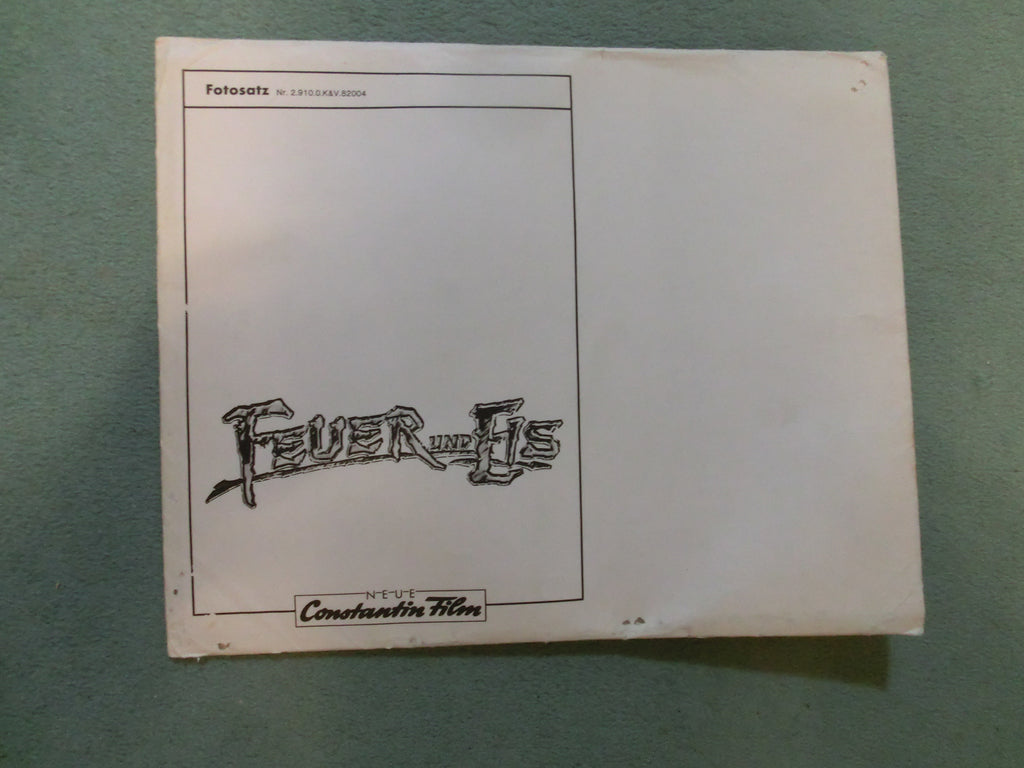 Fotosatz Nr. 2.910.0.K&V.82004
FEUER UND EIS
NEUE
Constantin Film